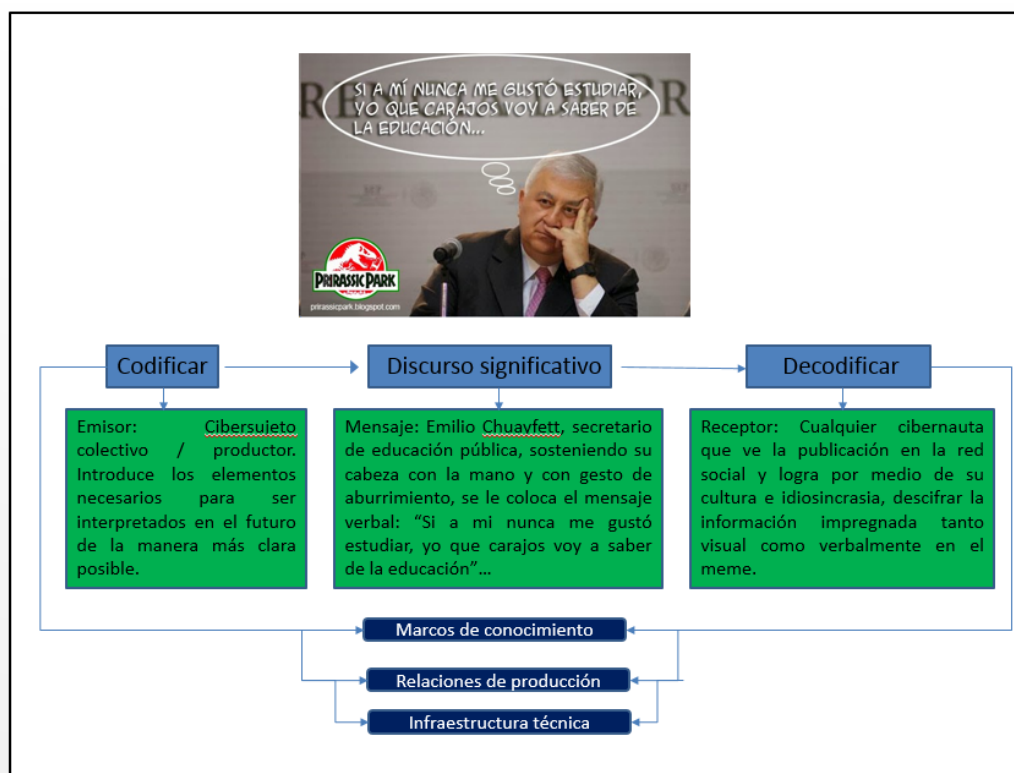 SI A MÍ NUNCA ME GUSTÓ ESTUDIAR,
YO QUE CARAJOS VOY A SABER DE
LA EDUCACIÓN...
SEP
PRIRASSIC PARK
prirassicpark.blogspot.com
Codificar
Discurso significativo
Decodificar
Emisor: Cibersujeto
colectivo / productor.
Introduce los elementos
necesarios para ser
interpretados en el futuro
de la manera más clara
posible.
Mensaje: Emilio Chuayfett, secretario
de educación pública, sosteniendo su
cabeza con la mano y con gesto de
aburrimiento, se le coloca el mensaje
verbal: “Si a mi nunca me gustó
estudiar, yo que carajos voy a saber
de la educación”…
Receptor: Cualquier cibernauta
que ve la publicación en la red
social y logra por medio de su
cultura e idiosincrasia, descifrar la
información impregnada tanto
visual como verbalmente en el
meme.
Marcos de conocimiento
Relaciones de producción
Infraestructura técnica